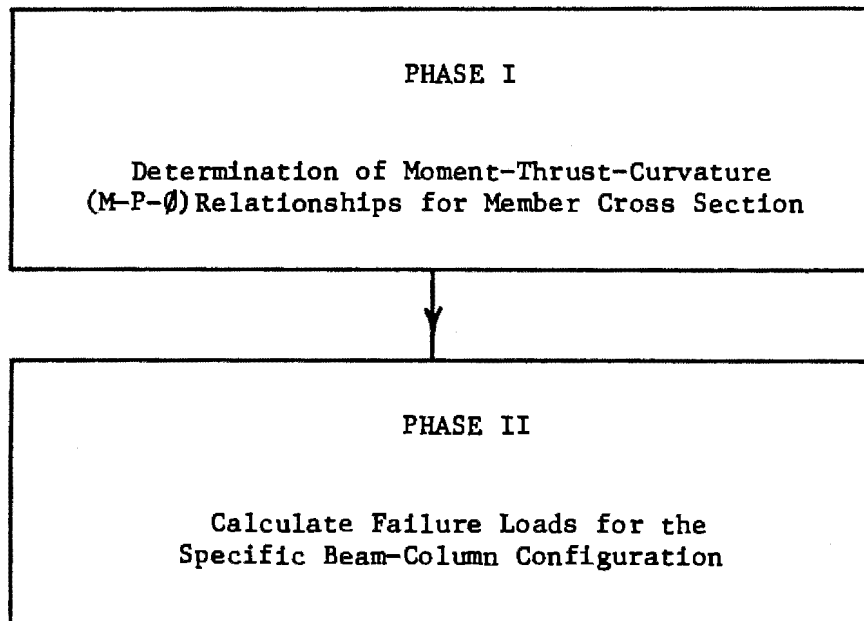 PHASE I
Determination of Moment-Thrust-Curvature
(M-P-Ø) Relationships for Member Cross Section
PHASE II
Calculate Failure Loads for the
Specific Beam-Column Configuration